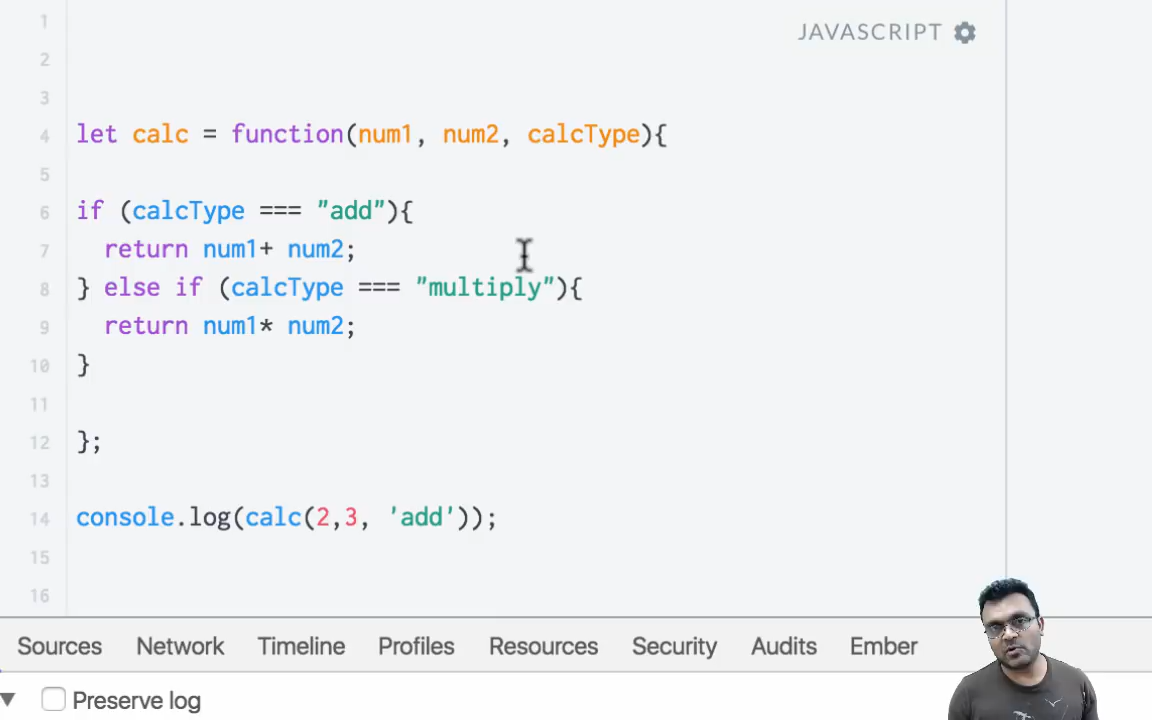 1
JAVASCRIPT
2
3
4 let calc = function(num1, num2, calcType){
5
6 if (calcType === "add"){
7 return num1+ num2;
8 } else if (calcType === "multiply"){
9 return num1* num2;
10 }
11
12 };
13
14 console.log(calc(2,3, 'add'));
15
16
Sources Network Timeline Profiles Resources Security Audits Ember
Preserve log